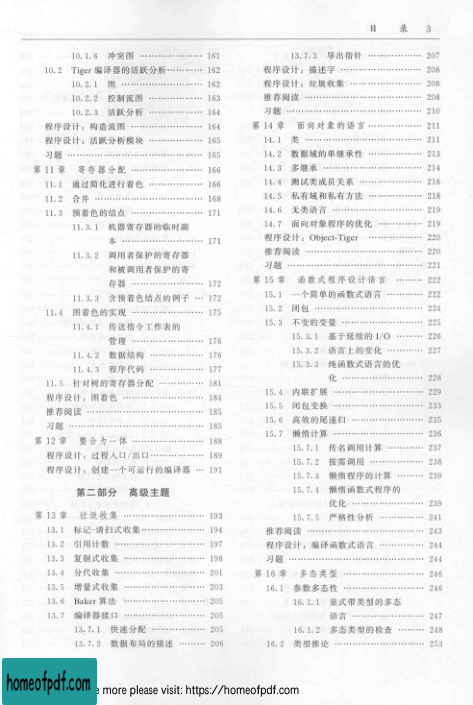 目 录 3
10.1.6 冲突图 …………… 161
10.2 Tiger 编译器的活跃分析 …………… 162
10.2.1 图 …………… 162
10.2.2 控制流图 …………… 163
10.2.3 活跃分析 …………… 164
程序设计：构造流图 …………… 164
程序设计：活跃分析模块 …………… 165
习题 …………… 165
第 11 章 寄存器分配 …………… 166
11.1 通过简化进行着色 …………… 166
11.2 合并 …………… 168
11.3 预着色的结点 …………… 171
11.3.1 机器寄存器的临时副
本 …………… 171
11.3.2 调用者保护的寄存器
和被调用者保护的寄
存器 …………… 172
11.3.3 含预着色结点的例子 … 172
11.4 图着色的实现 …………… 175
11.4.1 传送指令工作表的
管理 …………… 176
11.4.2 数据结构 …………… 176
11.4.3 程序代码 …………… 177
11.5 针对树的寄存器分配 …………… 181
程序设计：图着色 …………… 184
推荐阅读 …………… 185
习题 …………… 185
第 12 章 整合为一体 …………… 188
程序设计：过程入口/出口 …………… 189
程序设计：创建一个可运行的编译器 … 191
第二部分 高级主题
第 13 章 垃圾收集 …………… 193
13.1 标记-清扫式收集 …………… 194
13.2 引用计数 …………… 197
13.3 复制式收集 …………… 198
13.4 分代收集 …………… 201
13.5 增量式收集 …………… 203
13.6 Baker 算法 …………… 205
13.7 编译器接口 …………… 205
13.7.1 快速分配 …………… 205
13.7.2 数据布局的描述 ……… 206
13.7.3 导出指针 …………… 207
程序设计：描述字 …………… 208
程序设计：垃圾收集 …………… 208
推荐阅读 …………… 208
习题 …………… 210
第 14 章 面向对象的语言 …………… 211
14.1 类 …………… 211
14.2 数据域的单继承性 …………… 213
14.3 多继承 …………… 214
14.4 测试类成员关系 …………… 216
14.5 私有域和私有方法 …………… 218
14.6 无类语言 …………… 219
14.7 面向对象程序的优化 …………… 219
程序设计：Object-Tiger …………… 220
推荐阅读 …………… 220
习题 …………… 221
第 15 章 函数式程序设计语言 ……… 222
15.1 一个简单的函数式语言 …………… 222
15.2 闭包 …………… 224
15.3 不变的变量 …………… 225
15.3.1 基于延续的 I/O ……… 226
15.3.2 语言上的变化 ……… 227
15.3.3 纯函数式语言的优
化 …………… 228
15.4 内联扩展 …………… 229
15.5 闭包变换 …………… 233
15.6 高效的尾递归 …………… 235
15.7 懒惰计算 …………… 236
15.7.1 传名调用计算 ……… 237
15.7.2 按需调用 …………… 238
15.7.3 懒惰程序的计算 ……… 239
15.7.4 懒惰函数式程序的
优化 …………… 239
15.7.5 严格性分析 ……… 241
推荐阅读 …………… 243
程序设计：编译函数式语言 …………… 244
习题 …………… 244
第 16 章 多态类型 …………… 246
16.1 参数多态性 …………… 246
16.1.1 显式带类型的多态
语言 …………… 247
16.1.2 多态类型的检查 ……… 248
16.2 类型推论 …………… 253
homeofpdf.com
e more please visit: https://homeofpdf.com